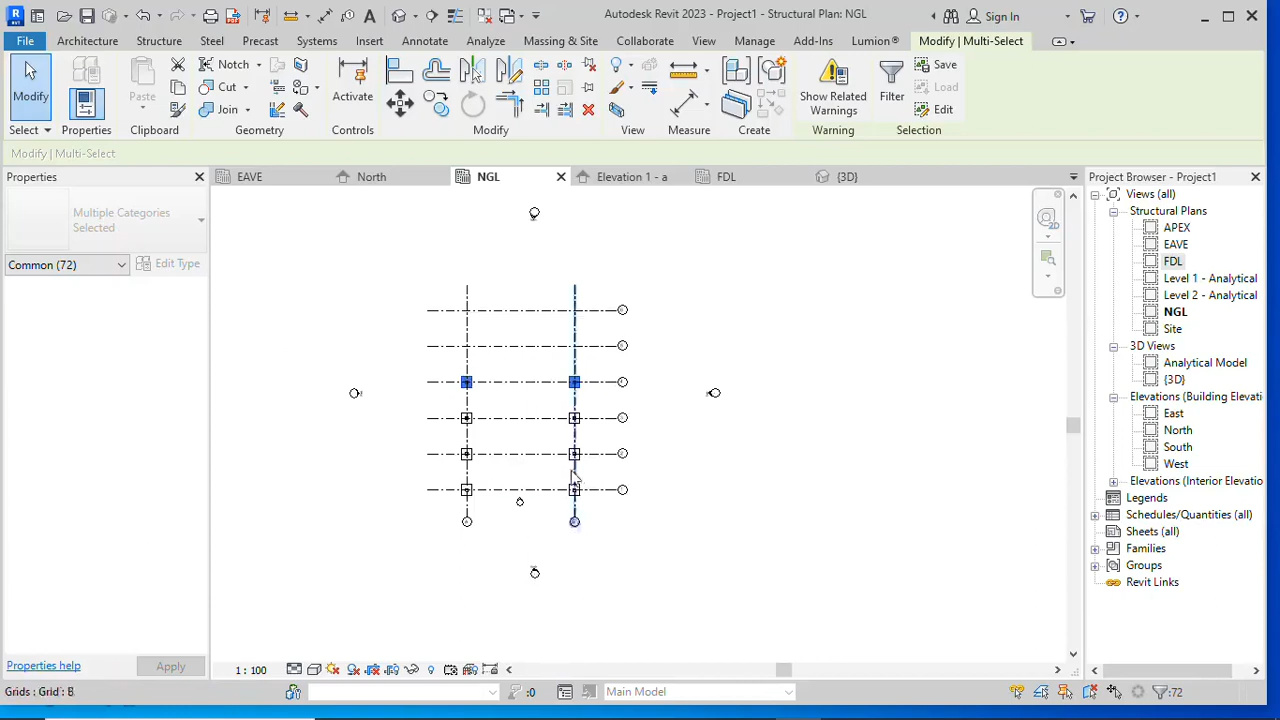 R Autodesk Revit 2023 - Project1 - Structural Plan: NGL Sign In
RVT
File Architecture Structure Steel Precast Systems Insert Annotate Analyze Massing & Site Collaborate View Manage Add-Ins Lumion® Modify | Multi-Select
Notch Save
Modify Paste Cut Activate Show Related Warnings Filter Load
Join Edit
Select Properties Clipboard Geometry Controls Modify View Measure Create Warning Selection
Modify | Multi-Select
Properties EAVE North NGL Elevation 1 - a FDL {3D} Project Browser - Project1
Multiple Categories
Selected
Common (72) Edit Type
2D
Views (all)
Structural Plans
APEX
EAVE
FDL
Level 1 - Analytical
Level 2 - Analytical
NGL
Site
3D Views
Analytical Model
{3D}
Elevations (Building Elevati
East
North
South
West
Elevations (Interior Elevatio
Legends
Schedules/Quantities (all)
Sheets (all)
Families
Groups
Revit Links
Properties help Apply 1 : 100
Grids : Grid : B :0 Main Model :72